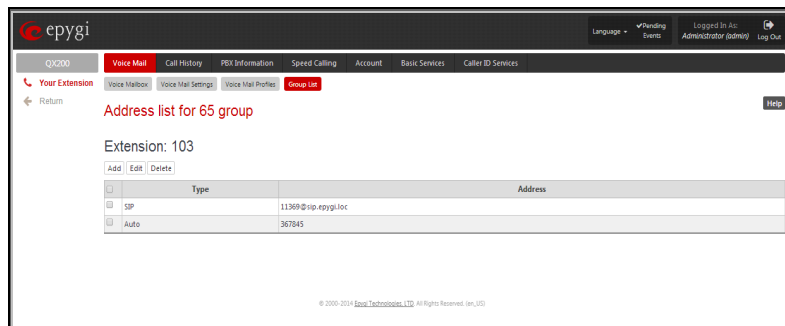 epygi
Language
Pending Events
Logged In As:
Administrator (admin)
Log Out
QX200
Voice Mail Call History PBX Information Speed Calling Account Basic Services Caller ID Services
Your Extension
Voice Mailbox Voice Mail Settings Voice Mail Profiles Group List
Return
Help
Address list for 65 group
Extension: 103
Add Edit Delete
Type Address
SIP 11369@sip.epygi.loc
Auto 367845
© 2000-2014 Epygi Technologies, LTD. All Rights Reserved. (en_US)